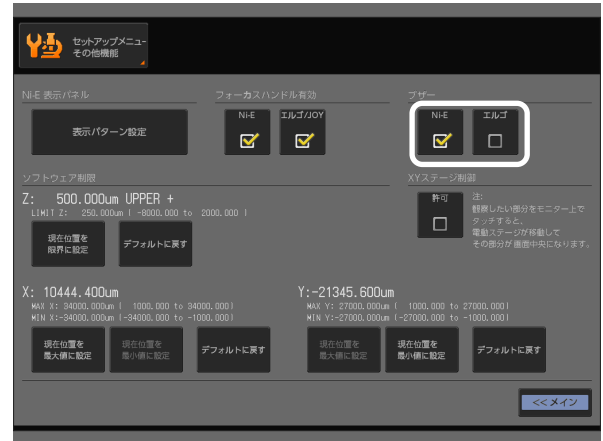 セットアップメニュー
その他機能
Ni-E 表示パネル
フォーカスハンドル有効
ブザー
表示パターン設定
Ni-E
エルゴ/JOY
Ni-E
エルゴ
ソフトウェア制限
XYステージ制御
Z: 500.000um UPPER +
LIMIT Z: 250.000um ( -8000.000 to 2000.000 )
現在位置を
限界に設定
デフォルトに戻す
許可
注:
観察したい部分をモニター上で
タッチすると、
電動ステージが移動して
その部分が画面中央になります。
X: 10444.400um
MAX X: 34000.000um ( 1000.000 to 34000.000)
MIN X:-34000.000um (-34000.000 to -1000.000)
現在位置を
最大値に設定
現在位置を
最小値に設定
デフォルトに戻す
Y:-21345.600um
MAX Y: 27000.000um ( 1000.000 to 27000.000)
MIN Y:-27000.000um (-27000.000 to -1000.000)
現在位置を
最大値に設定
現在位置を
最小値に設定
デフォルトに戻す
<<メイン